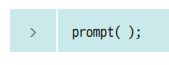 > prompt( );